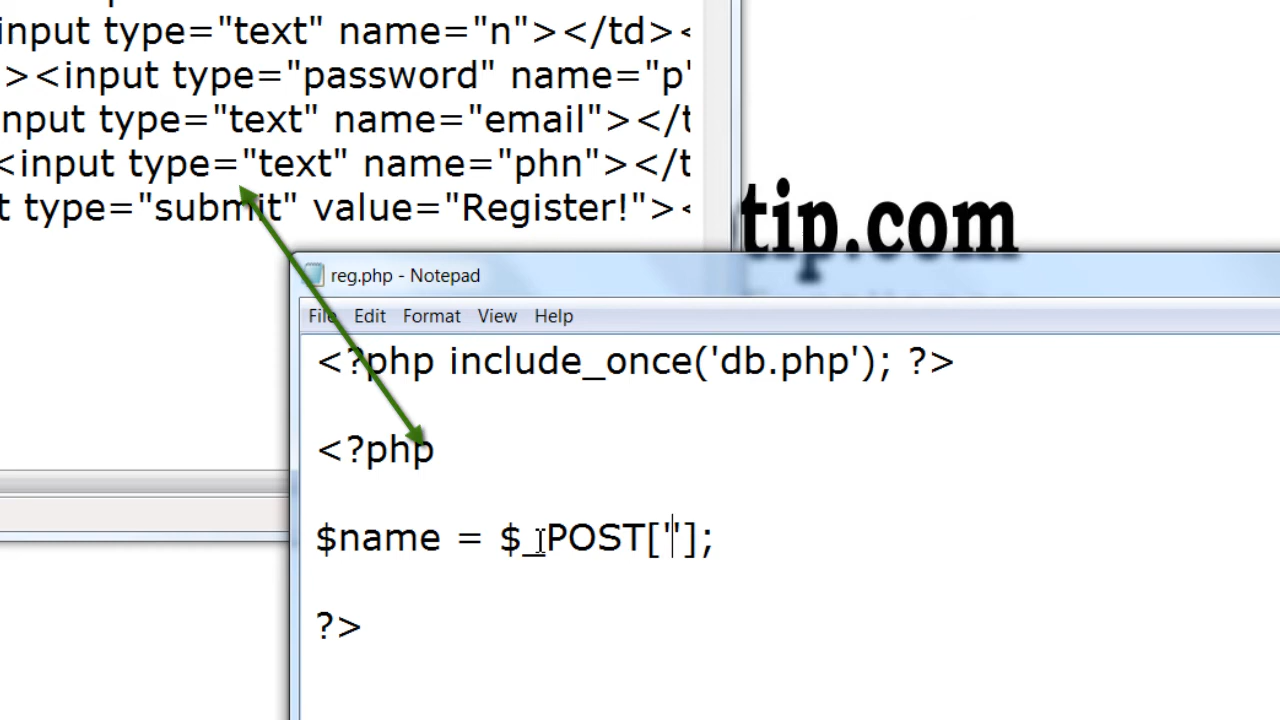 input type="text" name="n"></td><
><input type="password" name="p"
nput type="text" name="email"></t
<input type="text" name="phn"></t
t type="submit" value="Register!"><
tip.com
reg.php - Notepad
File Edit Format View Help
<?php include_once('db.php'); ?>
<?php
$name = $_POST[''];
?>